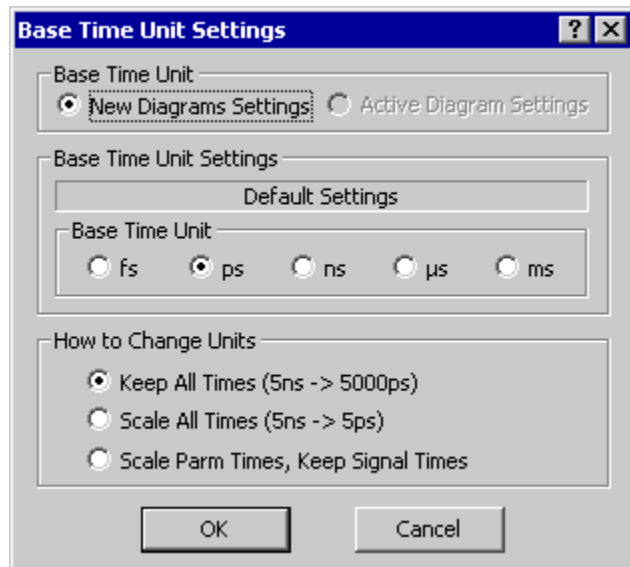 Base Time Unit Settings
Base Time Unit
New Diagrams Settings Active Diagram Settings
Base Time Unit Settings
Default Settings
Base Time Unit
fs ps ns µs ms
How to Change Units
Keep All Times (5ns -> 5000ps)
Scale All Times (5ns -> 5ps)
Scale Parm Times, Keep Signal Times
OK Cancel